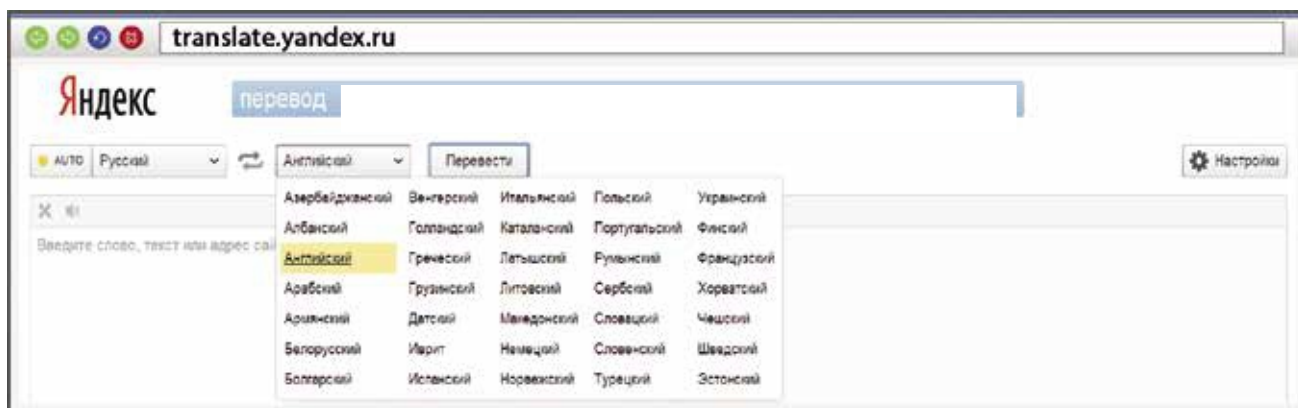 translate.yandex.ru
Яндекс перевод
AUTO Русский Английский Перевести Настройки
Азербайджанский Венгерский Итальянский Польский Украинский
Албанский Голландский Каталанский Португальский Финский
Введите слово, текст или адрес сай
Английский Греческий Латышский Румынский Французский
Арабский Грузинский Литовский Сербский Хорватский
Армянский Датский Македонский Словацкий Чешский
Белорусский Иврит Немецкий Словенский Шведский
Болгарский Испанский Норвежский Турецкий Эстонский